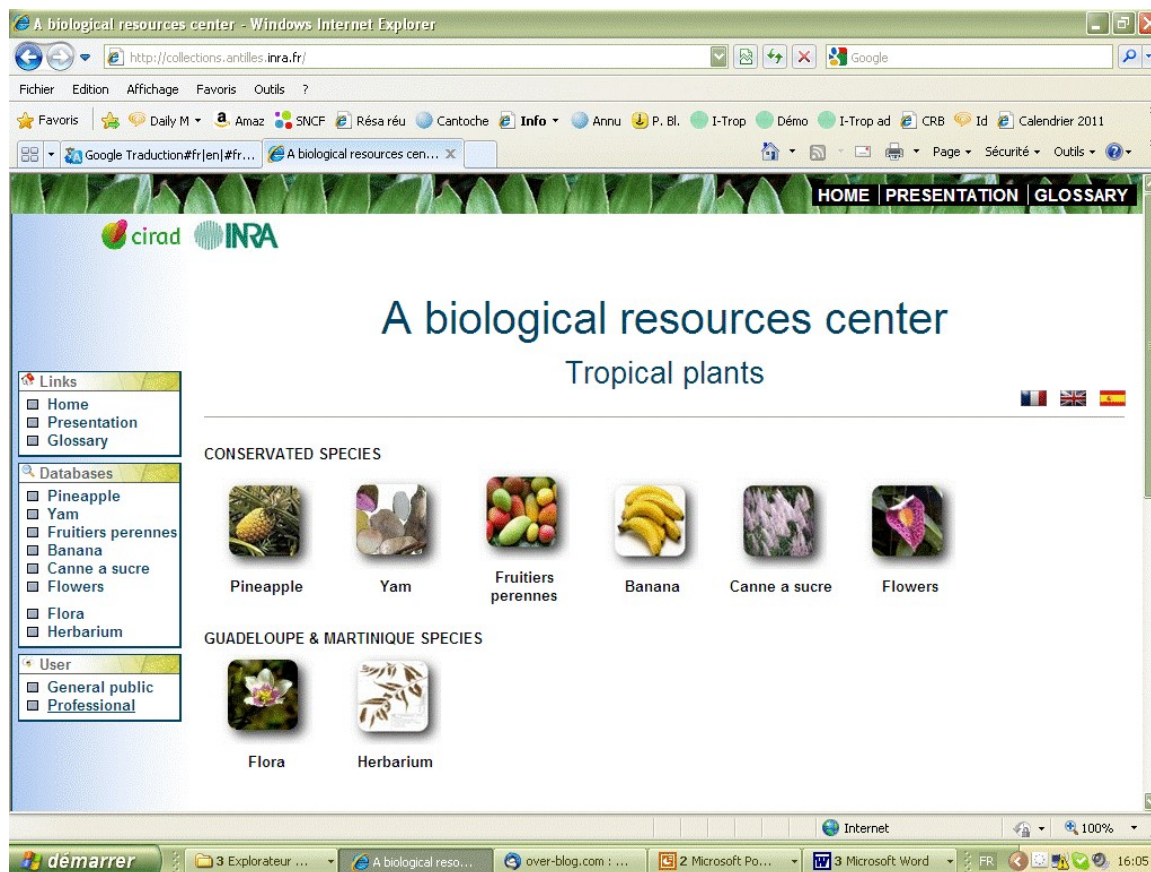 A biological resources center - Windows Internet Explorer
http://collections.antilles.inra.fr/
Google
Fichier Edition Affichage Favoris Outils ?
Favoris Daily M Amaz SNCF Résa réu Cantoche Info Annu P. Bl. I-Trop Démo I-Trop ad CRB Id Calendrier 2011
Google Traduction#fr|en|#fr... A biological resources cen... X Page Sécurité Outils
HOME | PRESENTATION | GLOSSARY
cirad INRA
A biological resources center
Tropical plants
Links
Home
Presentation
Glossary
Databases
Pineapple
Yam
Fruitiers perennes
Banana
Canne a sucre
Flowers
Flora
Herbarium
User
General public
Professional
CONSERVATED SPECIES
Pineapple
Yam
Fruitiers
perennes
Banana
Canne a sucre
Flowers
GUADELOUPE & MARTINIQUE SPECIES
Flora
Herbarium
Internet 100%
démarrer 3 Explorateur ... A biological reso... over-blog.com : ... 2 Microsoft Po... 3 Microsoft Word FR 16:05